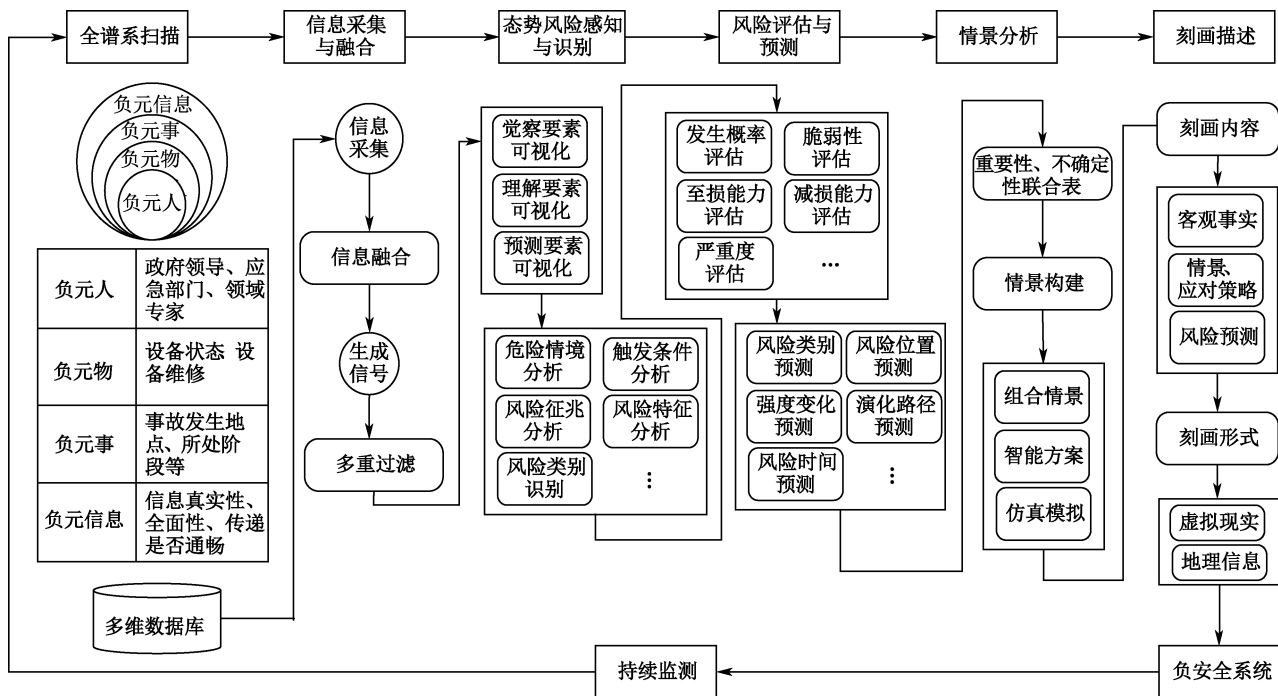 全谱系扫描
信息采集
与融合
态势风险感知
与识别
风险评估与
预测
情景分析
刻画描述
负元信息
负元事
负元物
负元人
负元人
政府领导、应
急部门、领域
专家
负元物
设备状态 设
备维修
负元事
事故发生地
点、所处阶
段等
负元信息
信息真实性、
全面性、传递
是否通畅
多维数据库
信息
采集
信息融合
生成
信号
多重过滤
觉察要素
可视化
理解要素
可视化
预测要素
可视化
危险情境
分析
触发条件
分析
风险征兆
分析
风险特征
分析
风险类别
识别
⋮
发生概率
评估
脆弱性
评估
至损能力
评估
减损能力
评估
严重度
评估
...
风险类别
预测
风险位置
预测
强度变化
预测
演化路径
预测
风险时间
预测
⋮
重要性、不确定
性联合表
情景构建
组合情景
智能方案
仿真模拟
刻画内容
客观事实
情景、
应对策略
风险预测
刻画形式
虚拟现实
地理信息
负安全系统
持续监测